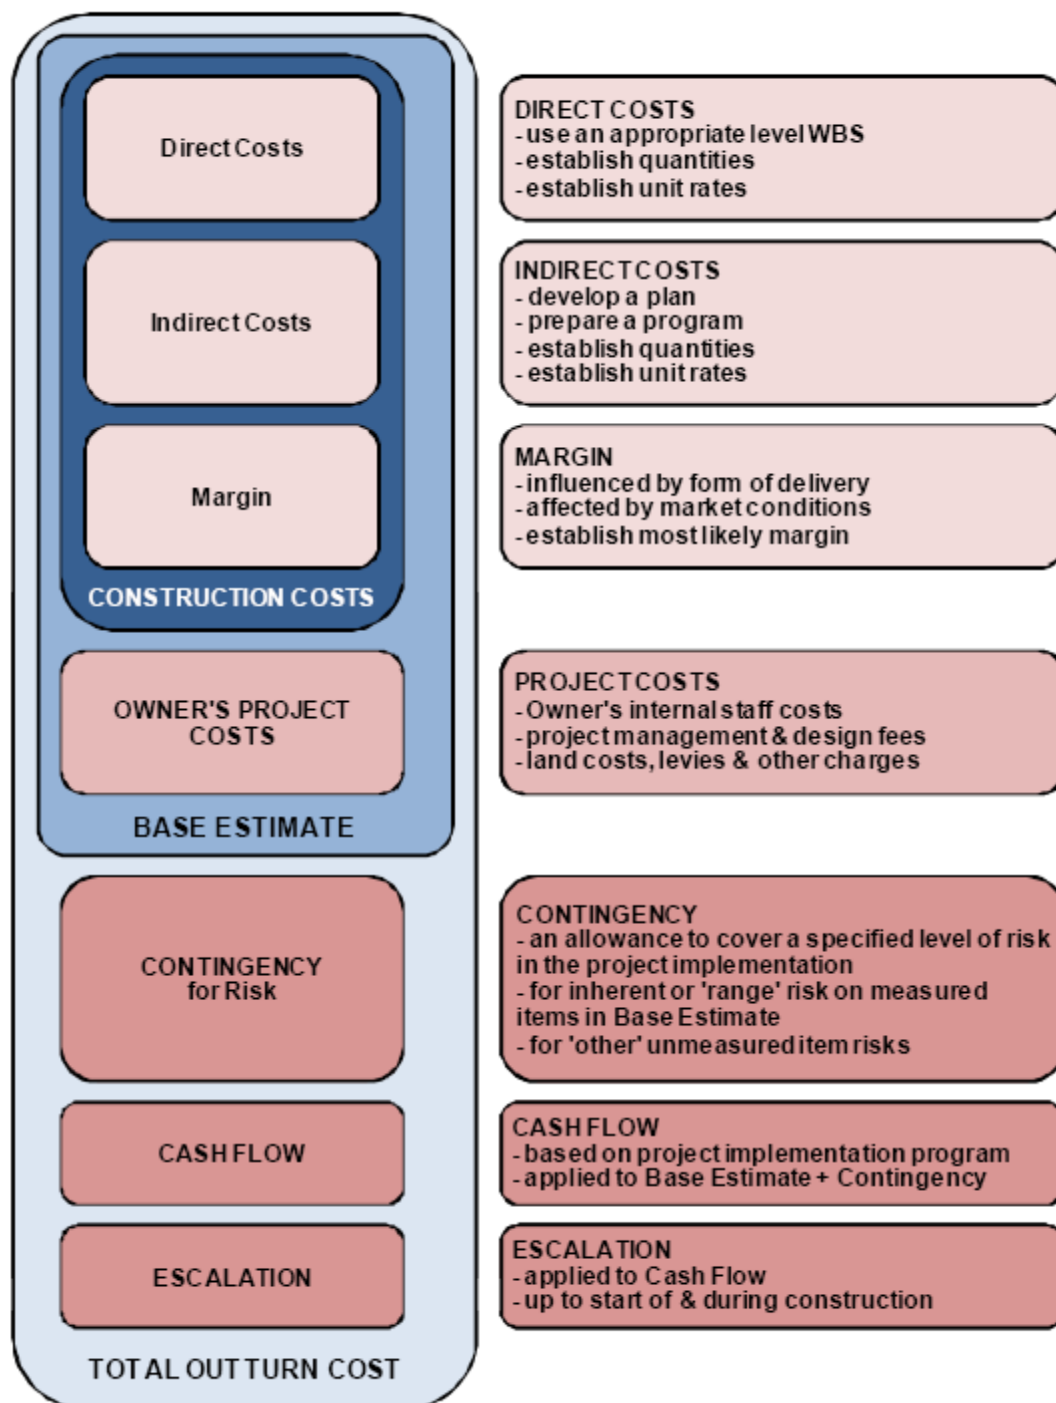 Direct Costs
DIRECT COSTS
- use an appropriate level WBS
- establish quantities
- establish unit rates
Indirect Costs
INDIRECT COSTS
- develop a plan
- prepare a program
- establish quantities
- establish unit rates
Margin
MARGIN
- influenced by form of delivery
- affected by market conditions
- establish most likely margin
CONSTRUCTION COSTS
OWNER'S PROJECT
COSTS
PROJECT COSTS
- Owner's internal staff costs
- project management & design fees
- land costs, levies & other charges
BASE ESTIMATE
CONTINGENCY
for Risk
CONTINGENCY
- an allowance to cover a specified level of risk
in the project implementation
- for inherent or 'range' risk on measured
items in Base Estimate
- for 'other' unmeasured item risks
CASH FLOW
CASH FLOW
- based on project implementation program
- applied to Base Estimate + Contingency
ESCALATION
ESCALATION
- applied to Cash Flow
- up to start of & during construction
TOTAL OUTTURN COST